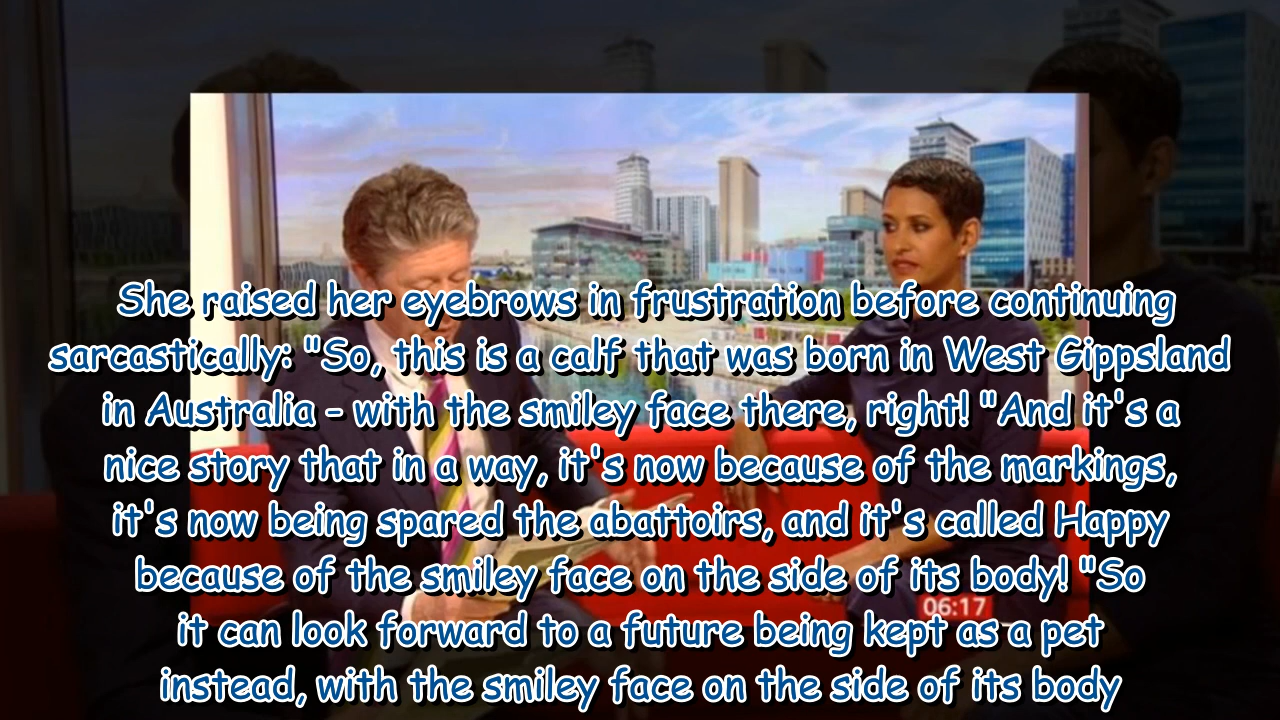 She raised her eyebrows in frustration before continuing
sarcastically: "So, this is a calf that was born in West Gippsland
in Australia - with the smiley face there, right! "And it's a
nice story that in a way, it's now because of the markings,
it's now being spared the abattoirs, and it's called Happy
because of the smiley face on the side of its body! "So
06:17
it can look forward to a future being kept as a pet
instead, with the smiley face on the side of its body